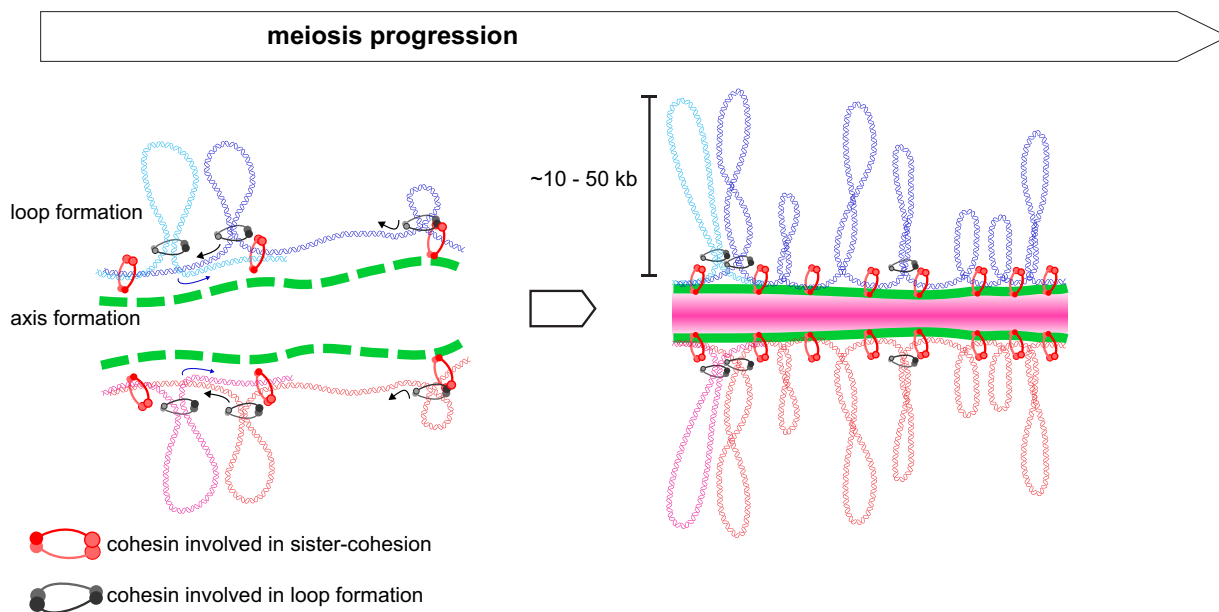 meiosis progression
loop formation
~10 - 50 kb
axis formation
cohesin involved in sister-cohesion
cohesin involved in loop formation